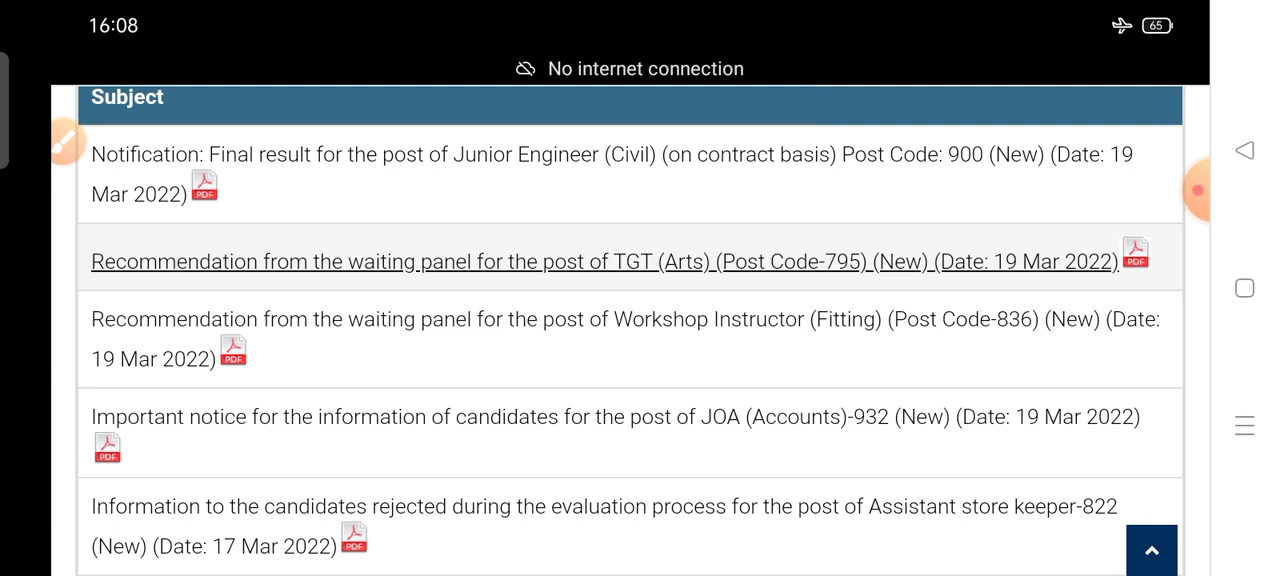 16:08
65
No internet connection
Subject
Notification: Final result for the post of Junior Engineer (Civil) (on contract basis) Post Code: 900 (New) (Date: 19
Mar 2022) PDF
Recommendation from the waiting panel for the post of TGT (Arts) (Post Code-795) (New) (Date: 19 Mar 2022) PDF
Recommendation from the waiting panel for the post of Workshop Instructor (Fitting) (Post Code-836) (New) (Date:
19 Mar 2022) PDF
Important notice for the information of candidates for the post of JOA (Accounts)-932 (New) (Date: 19 Mar 2022)
PDF
Information to the candidates rejected during the evaluation process for the post of Assistant store keeper-822
(New) (Date: 17 Mar 2022) PDF